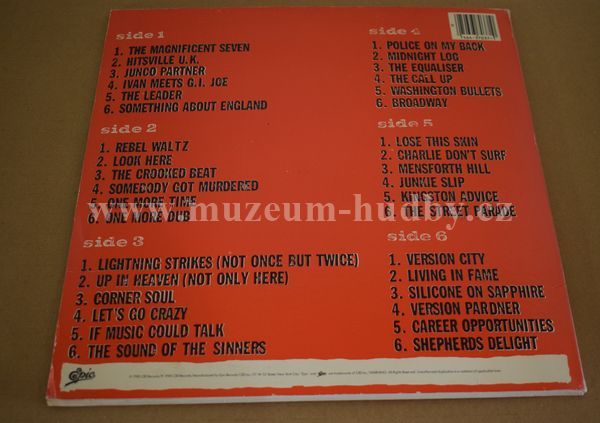 side 1
1. THE MAGNIFICENT SEVEN
2. HITSVILLE U.K.
3. JUNCO PARTNER
4. IVAN MEETS G.I. JOE
5. THE LEADER
6. SOMETHING ABOUT ENGLAND
side 2
1. REBEL WALTZ
2. LOOK HERE
3. THE CROOKED BEAT
4. SOMEBODY GOT MURDERED
5. ONE MORE TIME
6. ONE MORE DUB
side 3
1. LIGHTNING STRIKES (NOT ONCE BUT TWICE)
2. UP IN HEAVEN (NOT ONLY HERE)
3. CORNER SOUL
4. LET'S GO CRAZY
5. IF MUSIC COULD TALK
6. THE SOUND OF THE SINNERS
side 4
1. POLICE ON MY BACK
2. MIDNIGHT LOG
3. THE EQUALISER
4. THE CALL UP
5. WASHINGTON BULLETS
6. BROADWAY
side 5
1. LOSE THIS SKIN
2. CHARLIE DON'T SURF
3. MENSFORTH HILL
4. JUNKIE SLIP
5. KINGSTON ADVICE
6. THE STREET PARADE
side 6
1. VERSION CITY
2. LIVING IN FAME
3. SILICONE ON SAPPHIRE
4. VERSION PARDNER
5. CAREER OPPORTUNITIES
6. SHEPHERDS DELIGHT
www.muzeum-hudby.cz
Epic